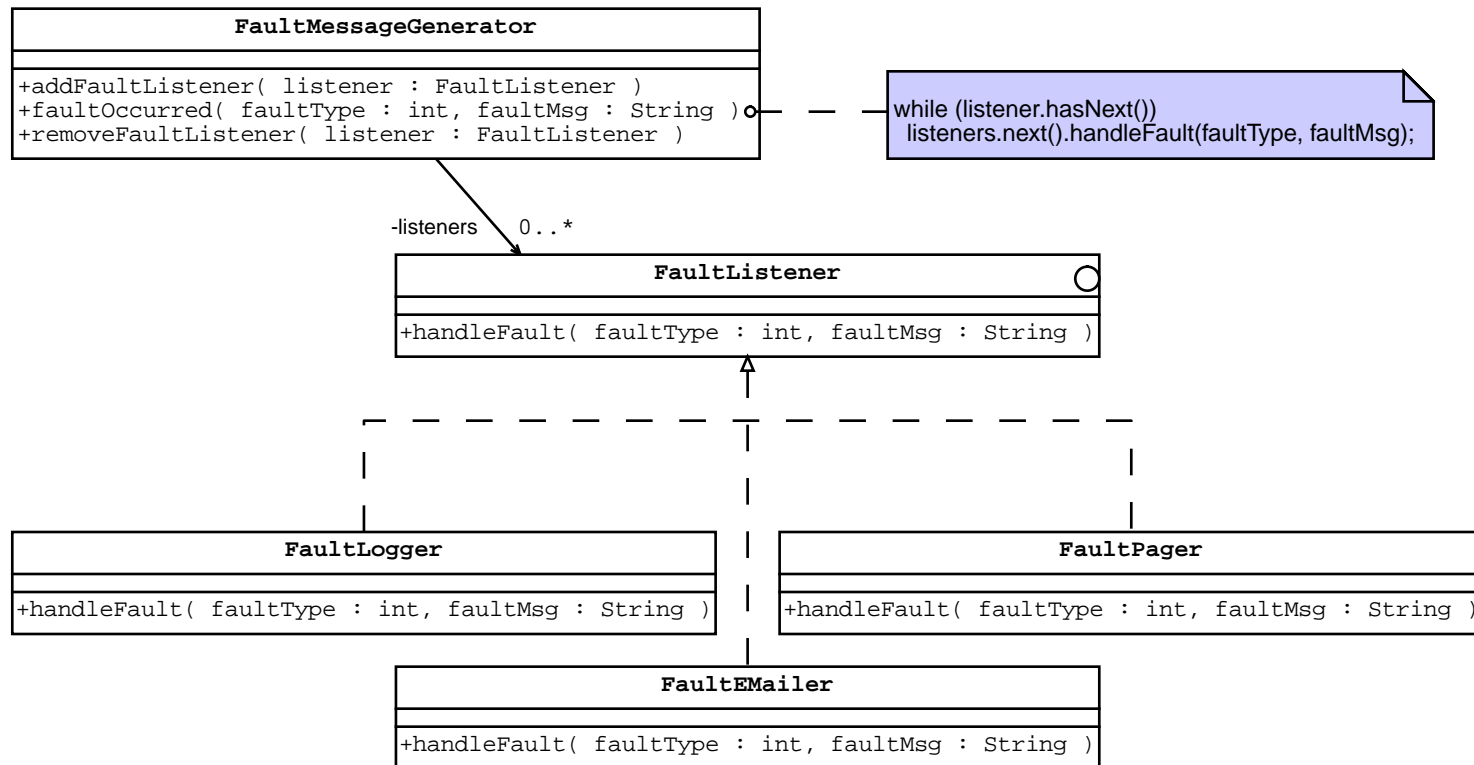 FaultMessageGenerator
+addFaultListener( listener : FaultListener )
+faultOccurred( faultType : int, faultMsg : String )
+removeFaultListener( listener : FaultListener )
while (listener.hasNext())
listeners.next().handleFault(faultType, faultMsg);
-listeners 0..*
FaultListener
+handleFault( faultType : int, faultMsg : String )
FaultLogger
+handleFault( faultType : int, faultMsg : String )
FaultPager
+handleFault( faultType : int, faultMsg : String )
FaultEMailer
+handleFault( faultType : int, faultMsg : String )